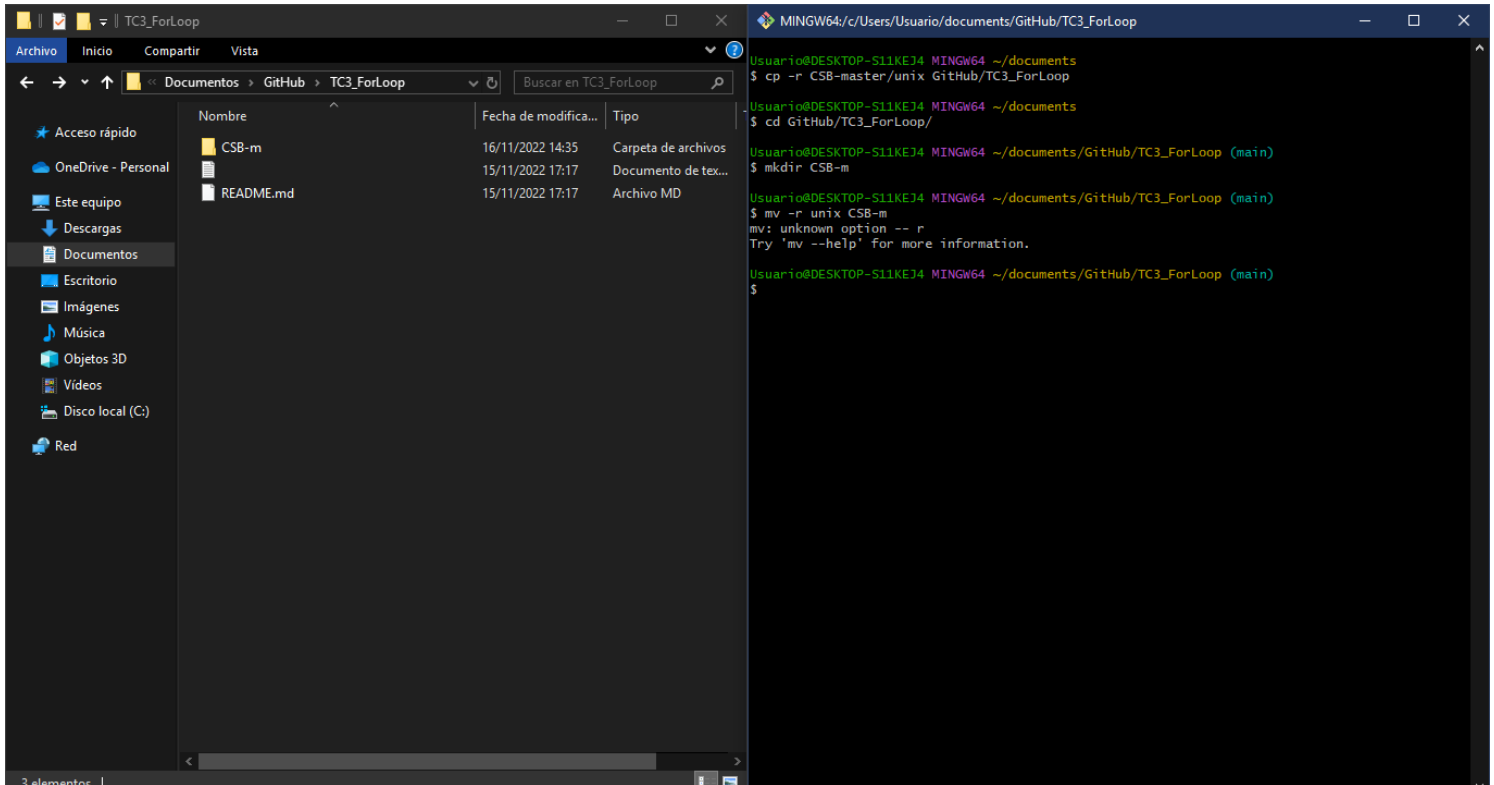 TC3_ForLoop
Archivo Inicio Compartir Vista
Documentos > GitHub > TC3_ForLoop
Buscar en TC3_ForLoop
Nombre Fecha de modifica... Tipo
Acceso rápido
OneDrive - Personal
Este equipo
Descargas
Documentos
Escritorio
Imágenes
Música
Objetos 3D
Vídeos
Disco local (C:)
Red
CSB-m 16/11/2022 14:35 Carpeta de archivos
15/11/2022 17:17 Documento de tex...
README.md 15/11/2022 17:17 Archivo MD
3 elementos
MINGW64:/c/Users/Usuario/documents/GitHub/TC3_ForLoop
Usuario@DESKTOP-S11KEJ4 MINGW64 ~/documents
$ cp -r CSB-master/unix GitHub/TC3_ForLoop
Usuario@DESKTOP-S11KEJ4 MINGW64 ~/documents
$ cd GitHub/TC3_ForLoop/
Usuario@DESKTOP-S11KEJ4 MINGW64 ~/documents/GitHub/TC3_ForLoop (main)
$ mkdir CSB-m
Usuario@DESKTOP-S11KEJ4 MINGW64 ~/documents/GitHub/TC3_ForLoop (main)
$ mv -r unix CSB-m
mv: unknown option -- r
Try 'mv --help' for more information.
Usuario@DESKTOP-S11KEJ4 MINGW64 ~/documents/GitHub/TC3_ForLoop (main)
$